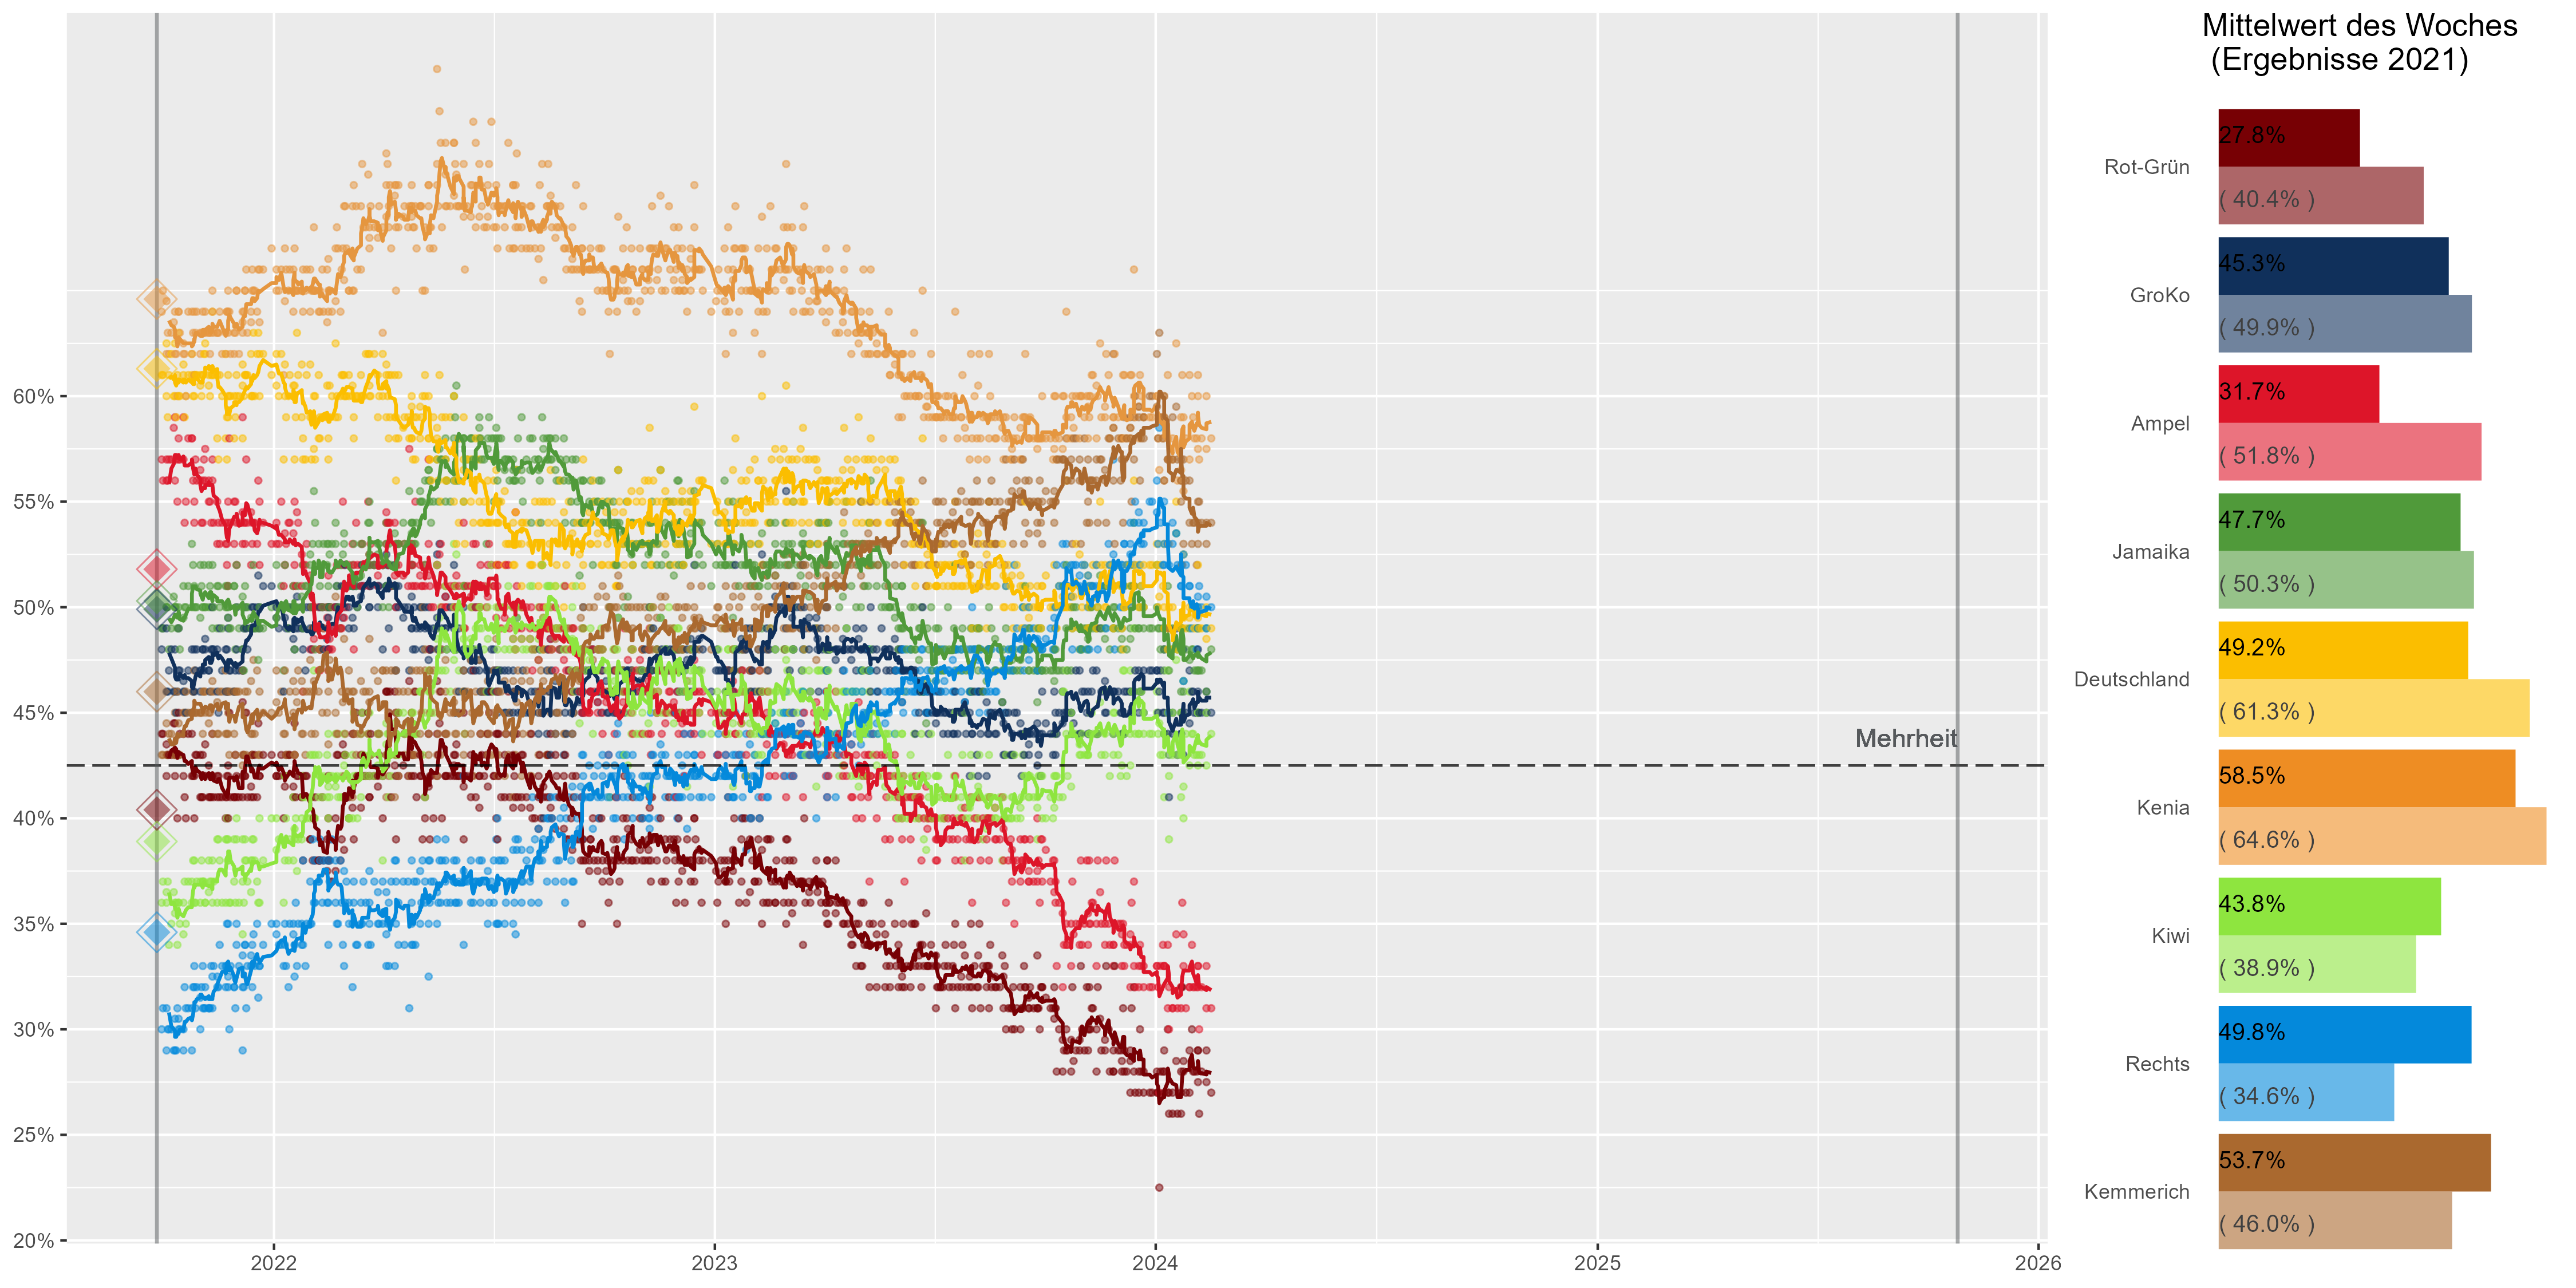 60%
55%
50%
45%
40%
35%
30%
25%
20%
2022
2023
2024
2025
2026
Mehrheit
Mittelwert des Woches
(Ergebnisse 2021)
Rot-Grün
27.8%
( 40.4% )
GroKo
45.3%
( 49.9% )
Ampel
31.7%
( 51.8% )
Jamaika
47.7%
( 50.3% )
Deutschland
49.2%
( 61.3% )
Kenia
58.5%
( 64.6% )
Kiwi
43.8%
( 38.9% )
Rechts
49.8%
( 34.6% )
Kemmerich
53.7%
( 46.0% )